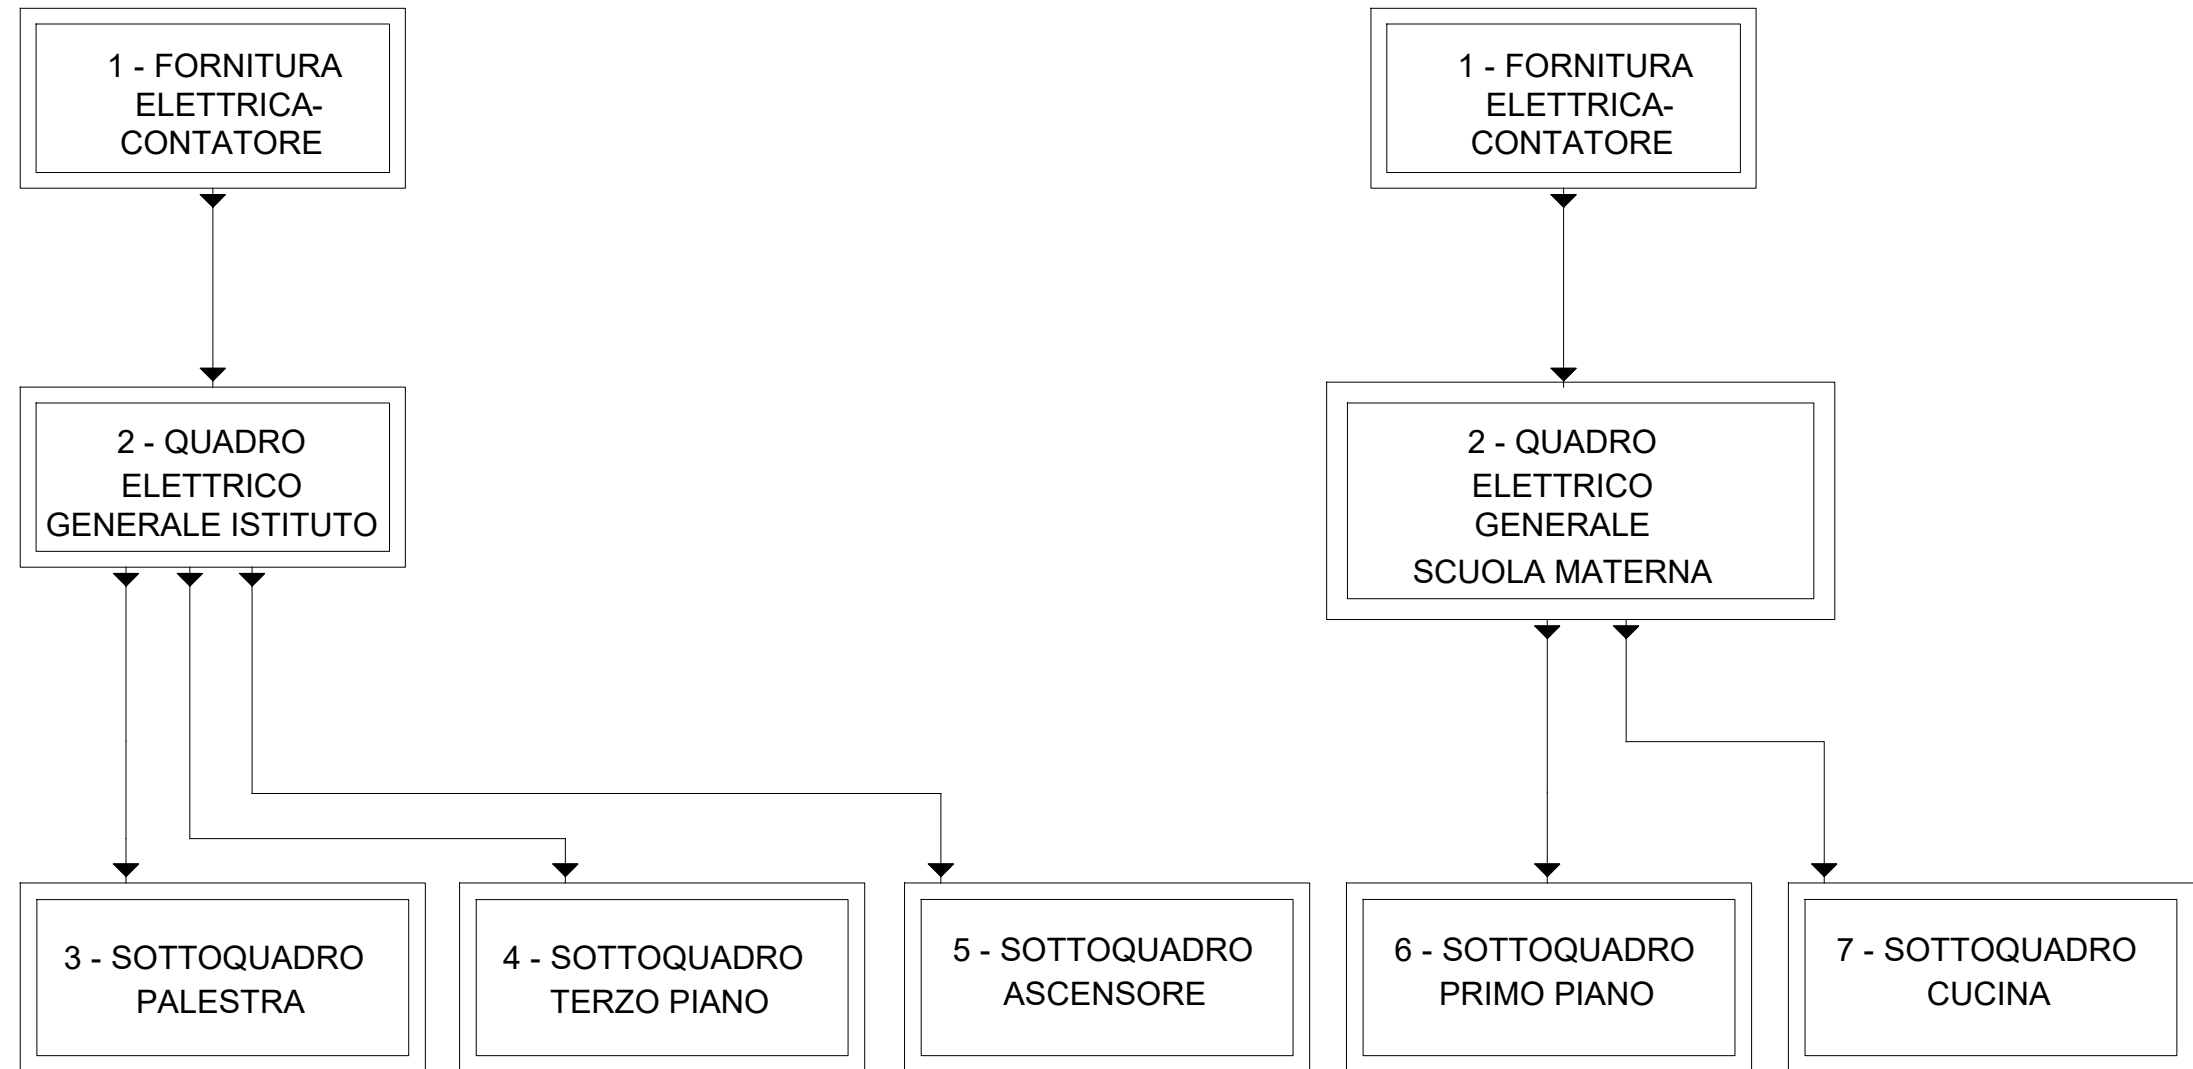 1 - FORNITURA
ELETTRICA-
CONTATORE
1 - FORNITURA
ELETTRICA-
CONTATORE
2 - QUADRO
ELETTRICO
GENERALE ISTITUTO
2 - QUADRO
ELETTRICO
GENERALE
SCUOLA MATERNA
3 - SOTTOQUADRO
PALESTRA
4 - SOTTOQUADRO
TERZO PIANO
5 - SOTTOQUADRO
ASCENSORE
6 - SOTTOQUADRO
PRIMO PIANO
7 - SOTTOQUADRO
CUCINA